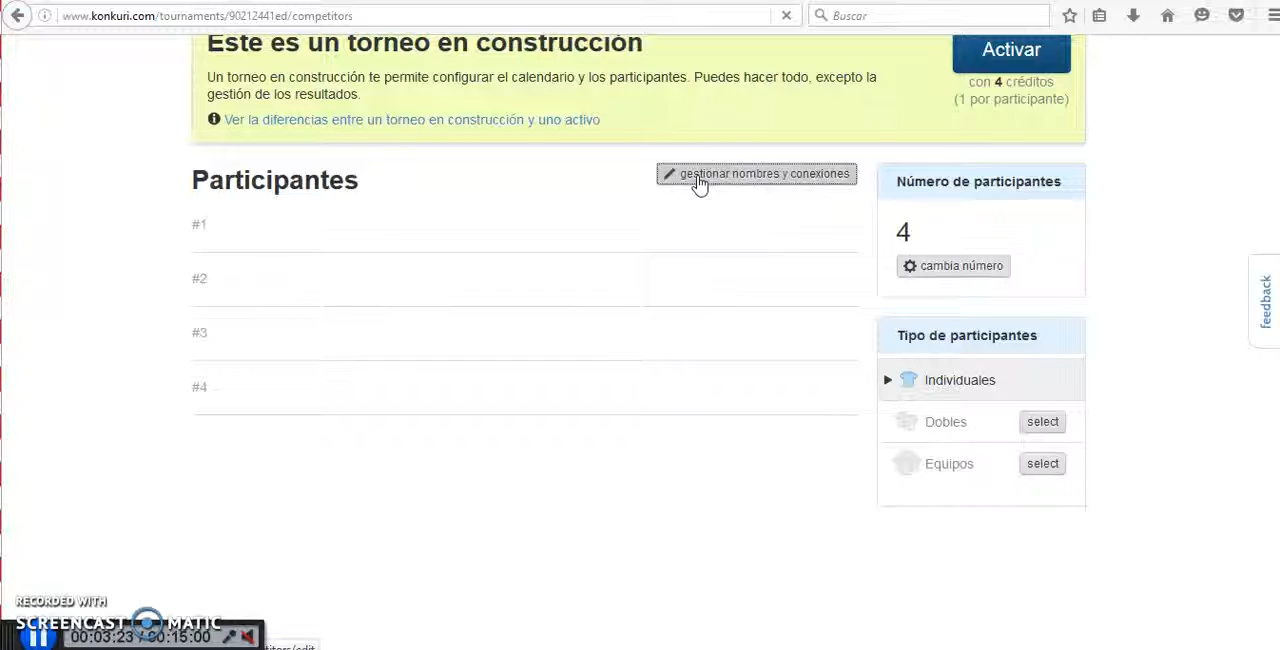 www.konkuri.com/tournaments/90212441ed/competitors
Buscar
Este es un torneo en construcción
Un torneo en construcción te permite configurar el calendario y los participantes. Puedes hacer todo, excepto la
gestión de los resultados.
Ver la diferencias entre un torneo en construcción y uno activo
Activar
con 4 créditos
(1 por participante)
Participantes
gestionar nombres y conexiones
#1
#2
#3
#4
Número de participantes
4
cambia número
Tipo de participantes
Individuales
Dobles select
Equipos select
feedback
RECORDED WITH
SCREENCAST MATIC
00:03:23 / 00:15:00